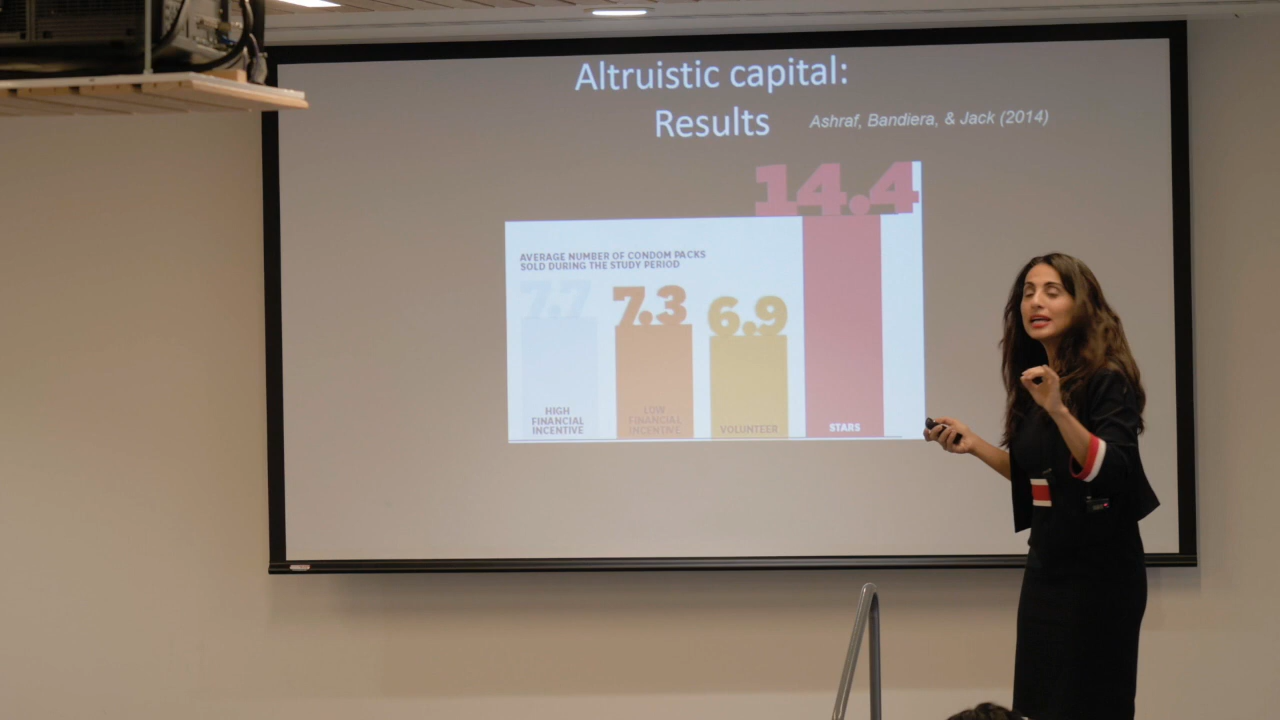 Altruistic capital:
Results
Ashraf, Bandiera, & Jack (2014)
14.4
AVERAGE NUMBER OF CONDOM PACKS
SOLD DURING THE STUDY PERIOD
7.7
7.3
6.9
HIGH
FINANCIAL
INCENTIVE
LOW
FINANCIAL
INCENTIVE
VOLUNTEER
STARS